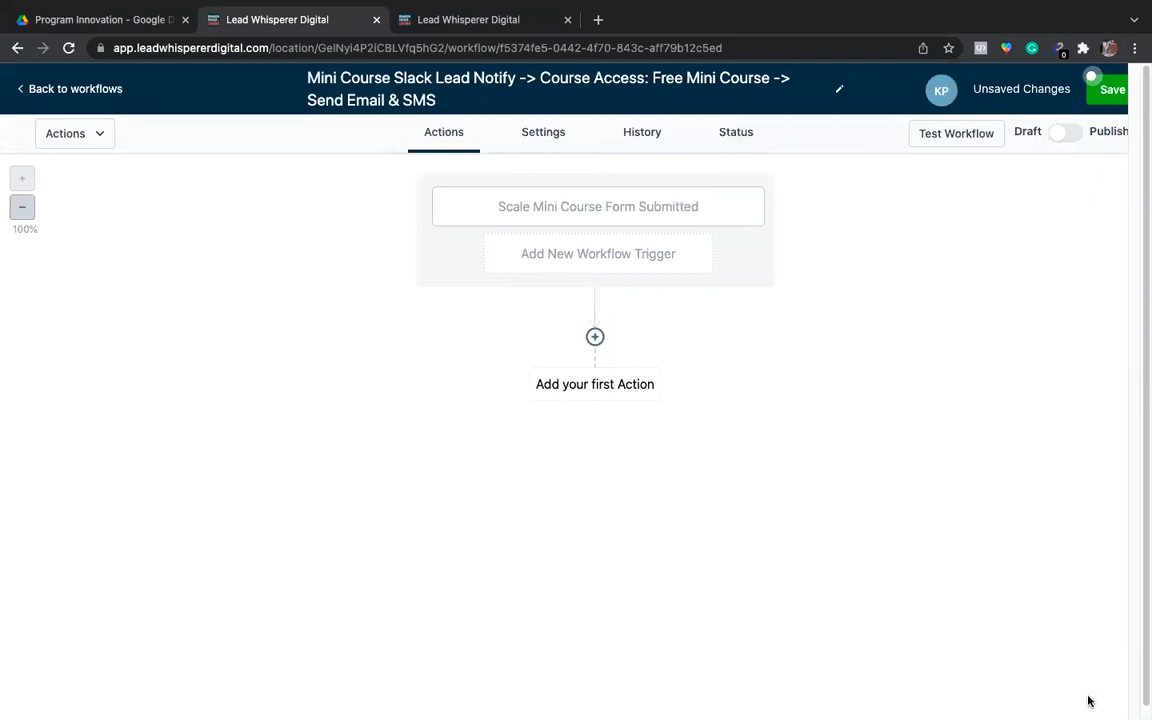 Program Innovation - Google D
Lead Whisperer Digital
Lead Whisperer Digital
app.leadwhispererdigital.com/location/GelNyi4P2iCBLVfq5hG2/workflow/f5374fe5-0442-4f70-843c-aff79b12c5ed
0
Back to workflows
Mini Course Slack Lead Notify -> Course Access: Free Mini Course ->
Send Email & SMS
KP
Unsaved Changes
Save
Actions
Actions
Settings
History
Status
Test Workflow
Draft
Publish
+
−
100%
Scale Mini Course Form Submitted
Add New Workflow Trigger
Add your first Action